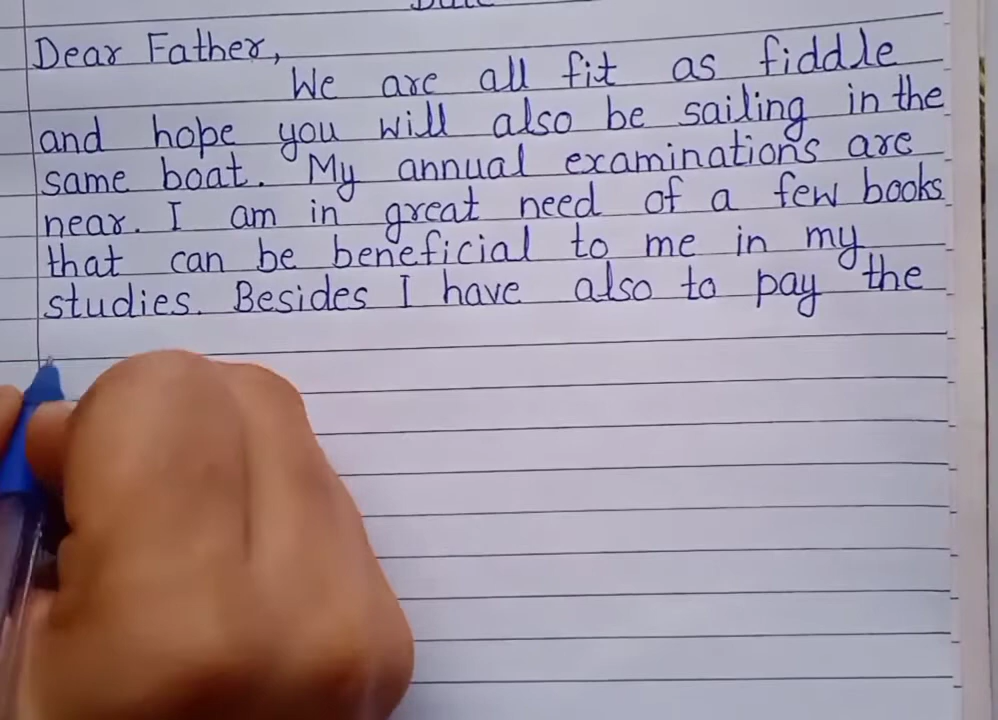 Dear Father,
We are all fit as fiddle
and hope you will also be sailing in the
same boat. My annual examinations are
near. I am in great need of a few books
that can be beneficial to me in my
studies. Besides I have also to pay the